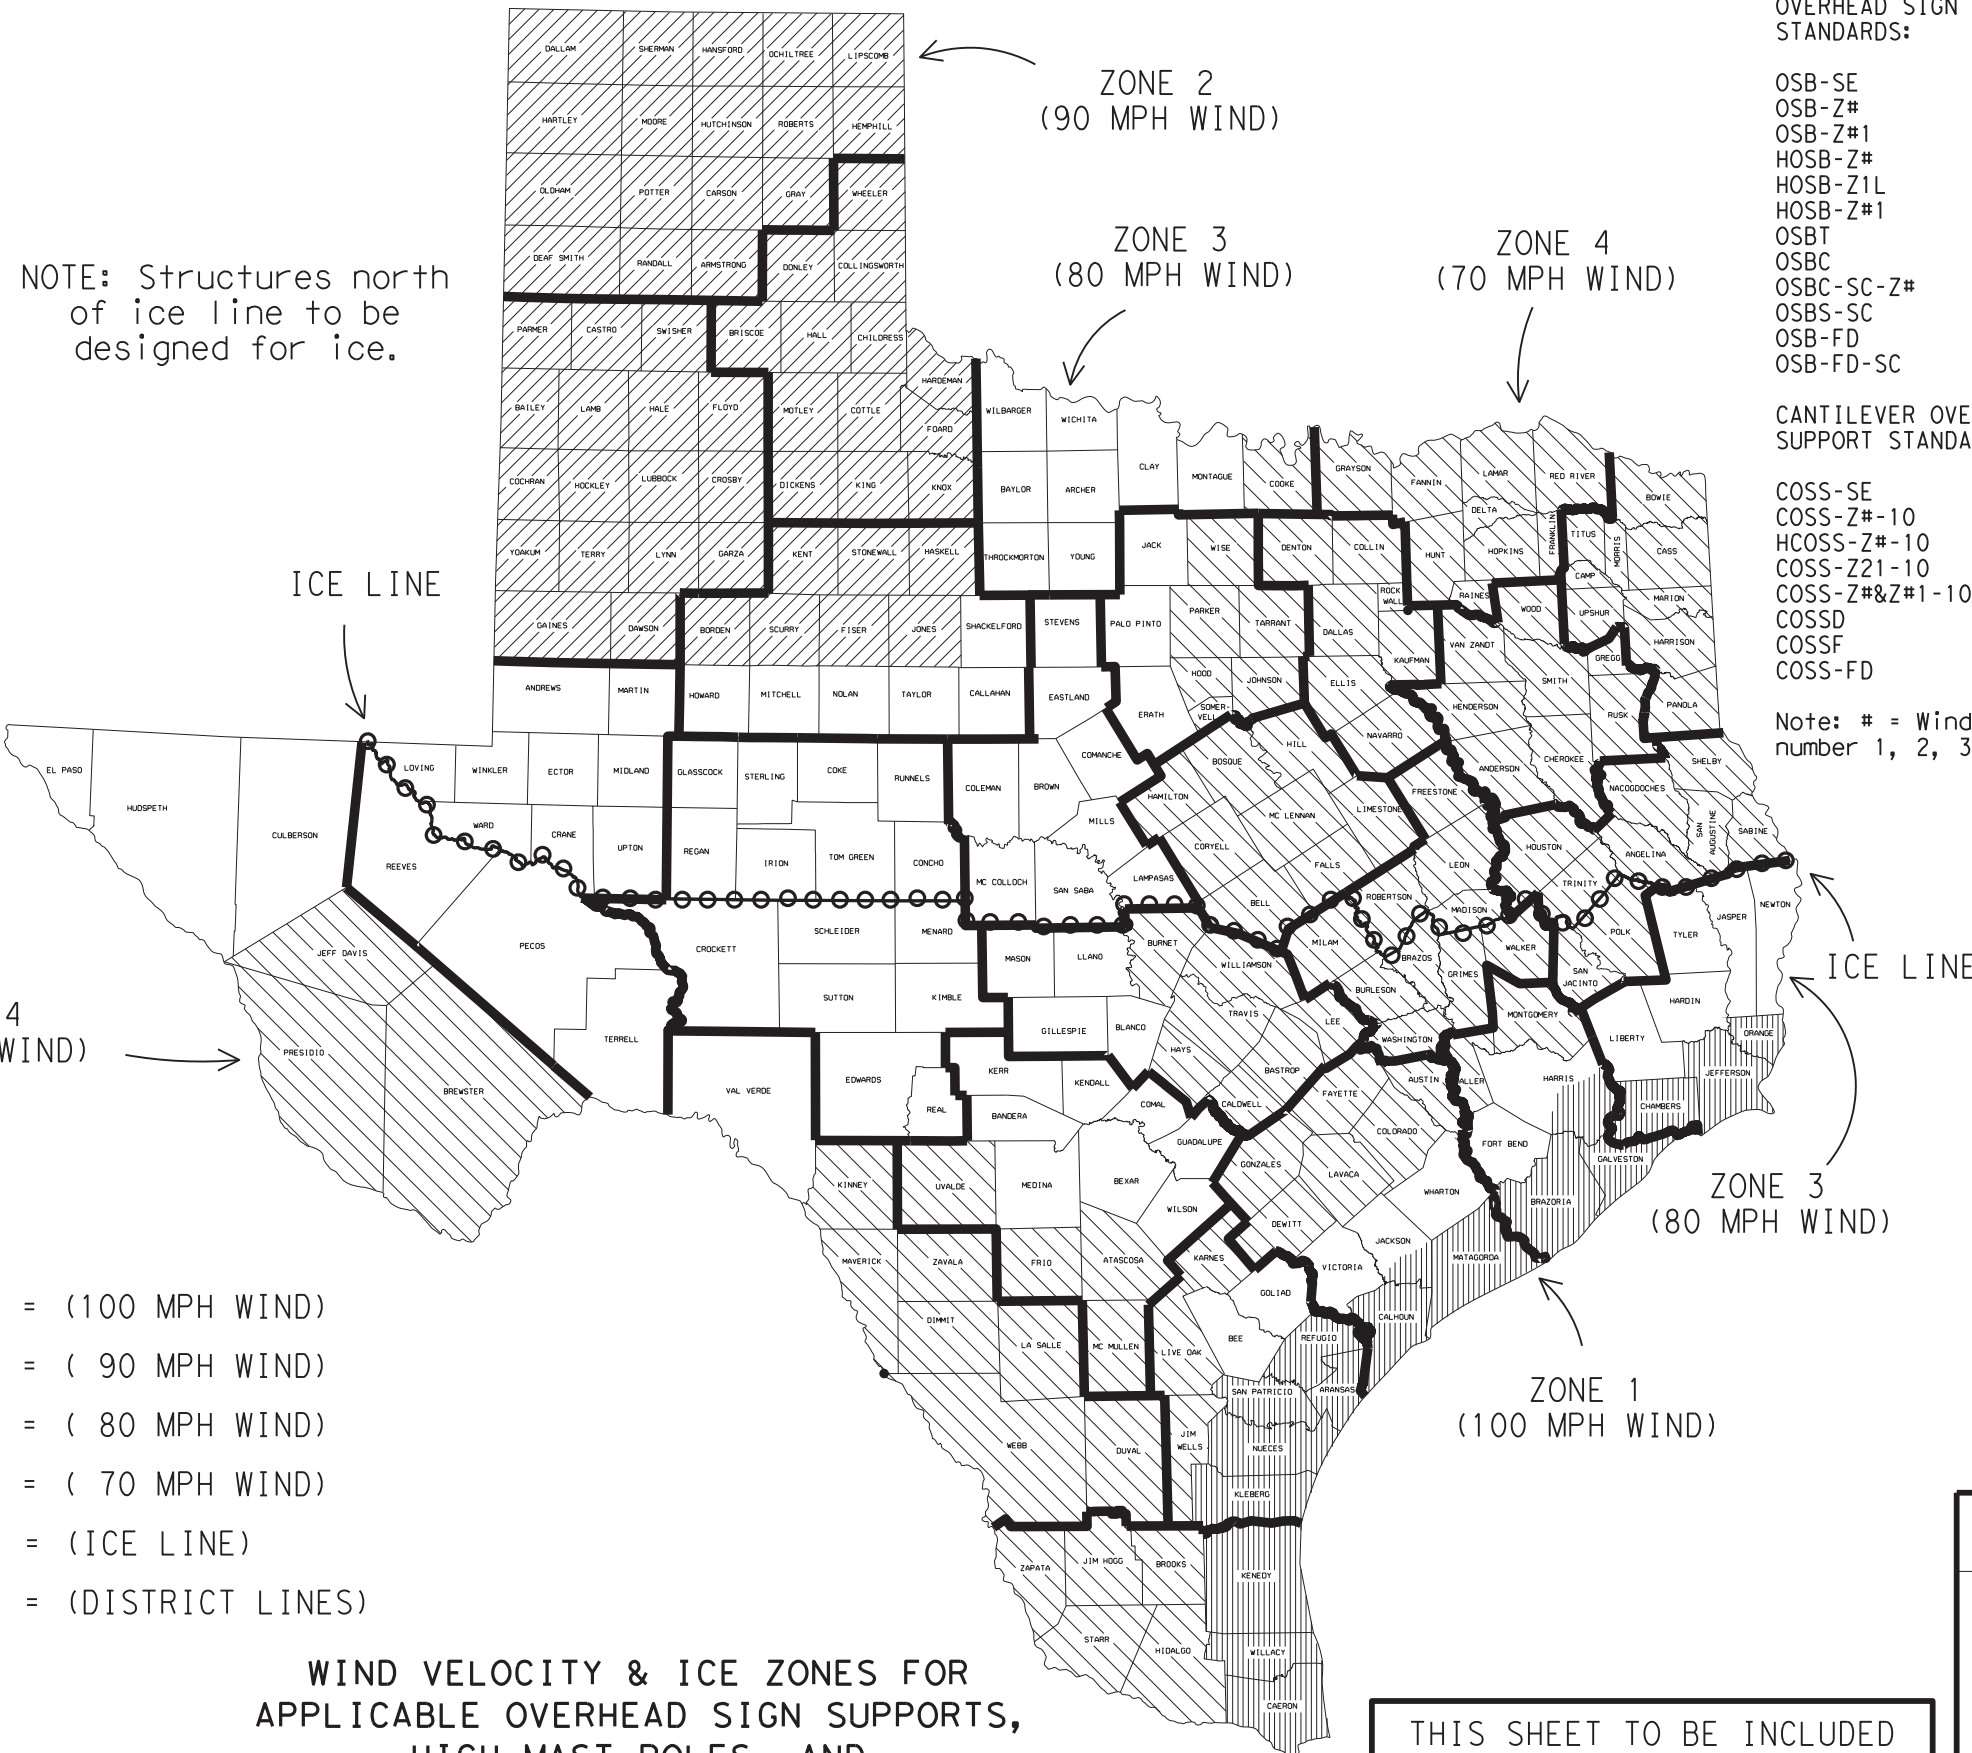 OVERHEAD SIGN
STANDARDS:
OSB-SE
OSB-Z#
OSB-Z#1
HOSB-Z#
HOSB-Z1L
HOSB-Z#1
OSBT
OSBC
OSBC-SC-Z#
OSBS-SC
OSB-FD
OSB-FD-SC
CANTILEVER OVE
SUPPORT STANDA
COSS-SE
COSS-Z#-10
HCOSS-Z#-10
COSS-Z21-10
COSS-Z#&Z#1-10
COSSD
COSSF
COSS-FD
Note: # = Wind
number 1, 2, 3
ZONE 2
(90 MPH WIND)
ZONE 3
(80 MPH WIND)
ZONE 4
(70 MPH WIND)
NOTE: Structures north
of ice line to be
designed for ice.
ICE LINE
DALLAM SHERMAN HANSFORD OCHILTREE LIPSCOMB
HARTLEY MOORE HUTCHINSON ROBERTS HEMPHILL
OLDHAM POTTER CARSON GRAY WHEELER
DEAF SMITH RANDALL ARMSTRONG DONLEY COLLINGSWORTH
PARMER CASTRO SWISHER BRISCOE HALL CHILDRESS
HARDEMAN
BAILEY LAMB HALE FLOYD MOTLEY COTTLE FOARD WILBARGER WICHITA
COCHRAN HOCKLEY LUBBOCK CROSBY DICKENS KING KNOX BAYLOR ARCHER CLAY MONTAGUE COOKE GRAYSON FANNIN LAMAR RED RIVER BOWIE
DELTA
YOAKUM TERRY LYNN GARZA KENT STONEWALL HASKELL THROCKMORTON YOUNG JACK WISE DENTON COLLIN HUNT HOPKINS FRANKLIN TITUS MORRIS CASS
CAMP
GAINES DAWSON BORDEN SCURRY FISER JONES SHACKELFORD STEVENS PALO PINTO PARKER TARRANT DALLAS ROCK
WALL RAINES WOOD UPSHUR MARION
HARRISON
KAUFMAN VAN ZANDT GREGG
ANDREWS MARTIN HOWARD MITCHELL NOLAN TAYLOR CALLAHAN EASTLAND ERATH HOOD JOHNSON ELLIS HENDERSON SMITH RUSK PANOLA
SOMER-
VELL
EL PASO HUDSPETH CULBERSON LOVING WINKLER ECTOR MIDLAND GLASSCOCK STERLING COKE RUNNELS COLEMAN BROWN COMANCHE BOSQUE HILL NAVARRO ANDERSON CHEROKEE SHELBY
HAMILTON FREESTONE NACOGDOCHES
REEVES WARD CRANE UPTON REGAN IRION TOM GREEN CONCHO MC COLLOCH SAN SABA MILLS LAMPASAS CORYELL MC LENNAN LIMESTONE FALLS LEON HOUSTON ANGELINA SAN
AUGUSTINE SABINE
TRINITY
BELL ROBERTSON MADISON JASPER NEWTON
ICE LINE
JEFF DAVIS PECOS CROCKETT SCHLEIDER MENARD MASON LLANO BURNET WILLIAMSON MILAM BRAZOS WALKER POLK TYLER
GRIMES SAN
JACINTO
SUTTON KIMBLE GILLESPIE BLANCO TRAVIS BURLESON LEE MONTGOMERY HARDIN
4
WIND)
PRESIDIO BREWSTER TERRELL VAL VERDE EDWARDS REAL KERR KENDALL BANDERA HAYS COMAL CALDWELL BASTROP WASHINGTON FAYETTE AUSTIN ALLER HARRIS LIBERTY ORANGE
JEFFERSON
CHAMBERS
GUADALUPE COLORADO FORT BEND GALVESTON
KINNEY UVALDE MEDINA BEXAR WILSON GONZALES LAVACA WHARTON BRAZORIA
ZONE 3
(80 MPH WIND)
MAVERICK ZAVALA FRIO ATASCOSA KARNES DEWITT JACKSON MATAGORDA
VICTORIA
GOLIAD CALHOUN
DIMMIT LA SALLE MC MULLEN LIVE OAK BEE REFUGIO
SAN PATRICIO ARANSAS
ZONE 1
(100 MPH WIND)
WEBB DUVAL JIM
WELLS NUECES
KLEBERG
ZAPATA JIM HOGG BROOKS KENEDY
STARR HIDALGO WILLACY
CAERON
= (100 MPH WIND)
= ( 90 MPH WIND)
= ( 80 MPH WIND)
= ( 70 MPH WIND)
= (ICE LINE)
= (DISTRICT LINES)
WIND VELOCITY & ICE ZONES FOR
APPLICABLE OVERHEAD SIGN SUPPORTS,
HIGH MAST POLES, AND
THIS SHEET TO BE INCLUDED